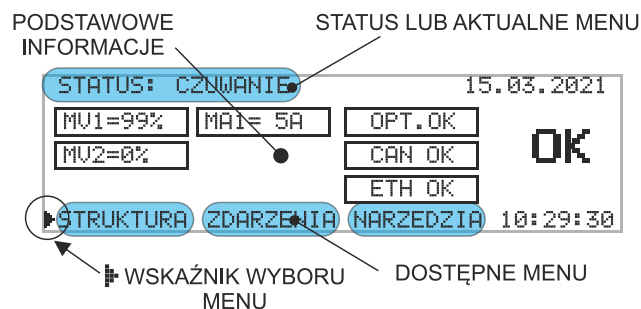 PODSTAWOWE
INFORMACJE
STATUS LUB AKTUALNE MENU
STATUS: CZUWANIE 15.03.2021
MV1=99% MAI= 5A OPT.OK
MV2=0% CAN OK OK
ETH OK
STRUKTURA ZDARZENIA NARZEDZIA 10:29:30
WSKAŹNIK WYBORU
MENU
DOSTĘPNE MENU